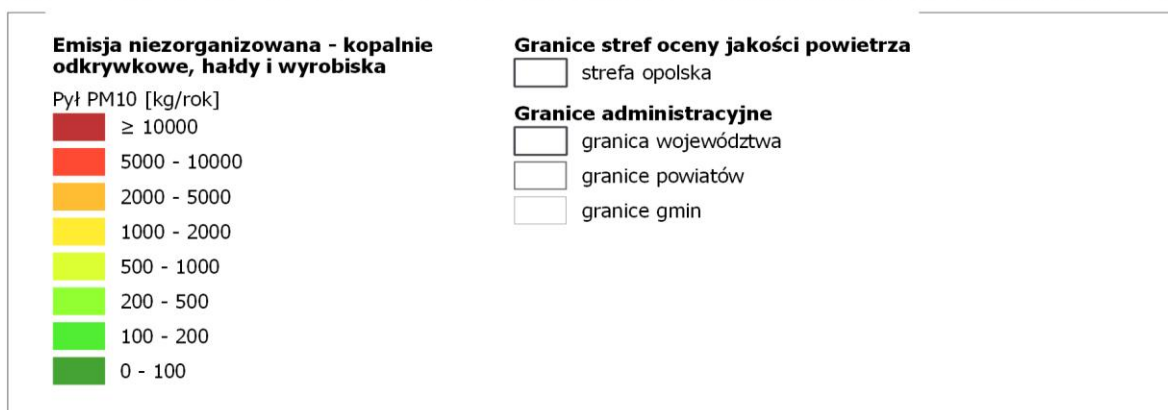 Emisja niezorganizowana - kopalnie
odkrywkowe, hałdy i wyrobiska
Pył PM10 [kg/rok]
≥ 10000
5000 - 10000
2000 - 5000
1000 - 2000
500 - 1000
200 - 500
100 - 200
0 - 100
Granice stref oceny jakości powietrza
strefa opolska
Granice administracyjne
granica województwa
granice powiatów
granice gmin